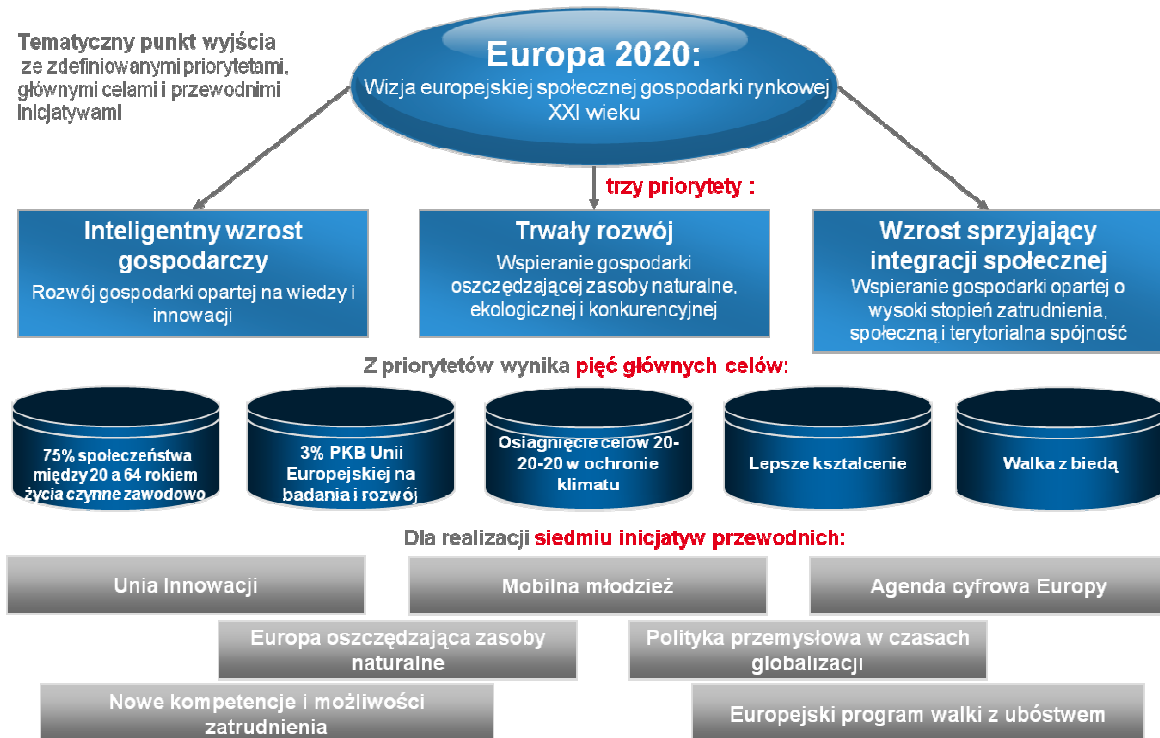 Tematyczny punkt wyjścia
ze zdefiniowanymi priorytetami,
głównymi celami i przewodnimi
inicjatywami
Europa 2020:
Wizja europejskiej społecznej gospodarki rynkowej
XXI wieku
trzy priorytety :
Inteligentny wzrost
gospodarczy
Rozwój gospodarki opartej na wiedzy i
innowacji
Trwały rozwój
Wspieranie gospodarki
oszczędzającej zasoby naturalne,
ekologicznej i konkurencyjnej
Wzrost sprzyjający
integracji społecznej
Wspieranie gospodarki opartej o
wysoki stopień zatrudnienia,
społeczną i terytorialna spójność
Z priorytetów wynika pięć głównych celów:
75% społeczeństwa
między 20 a 64 rokiem
życia czynne zawodowo
3% PKB Unii
Europejskiej na
badania i rozwój
Osiagnięcie celów 20-
20-20 w ochronie
klimatu
Lepsze kształcenie
Walka z biedą
Dla realizacji siedmiu inicjatyw przewodnich:
Unia Innowacji
Mobilna młodzież
Agenda cyfrowa Europy
Europa oszczędzająca zasoby
naturalne
Polityka przemysłowa w czasach
globalizacji
Nowe kompetencje i możliwości
zatrudnienia
Europejski program walki z ubóstwem